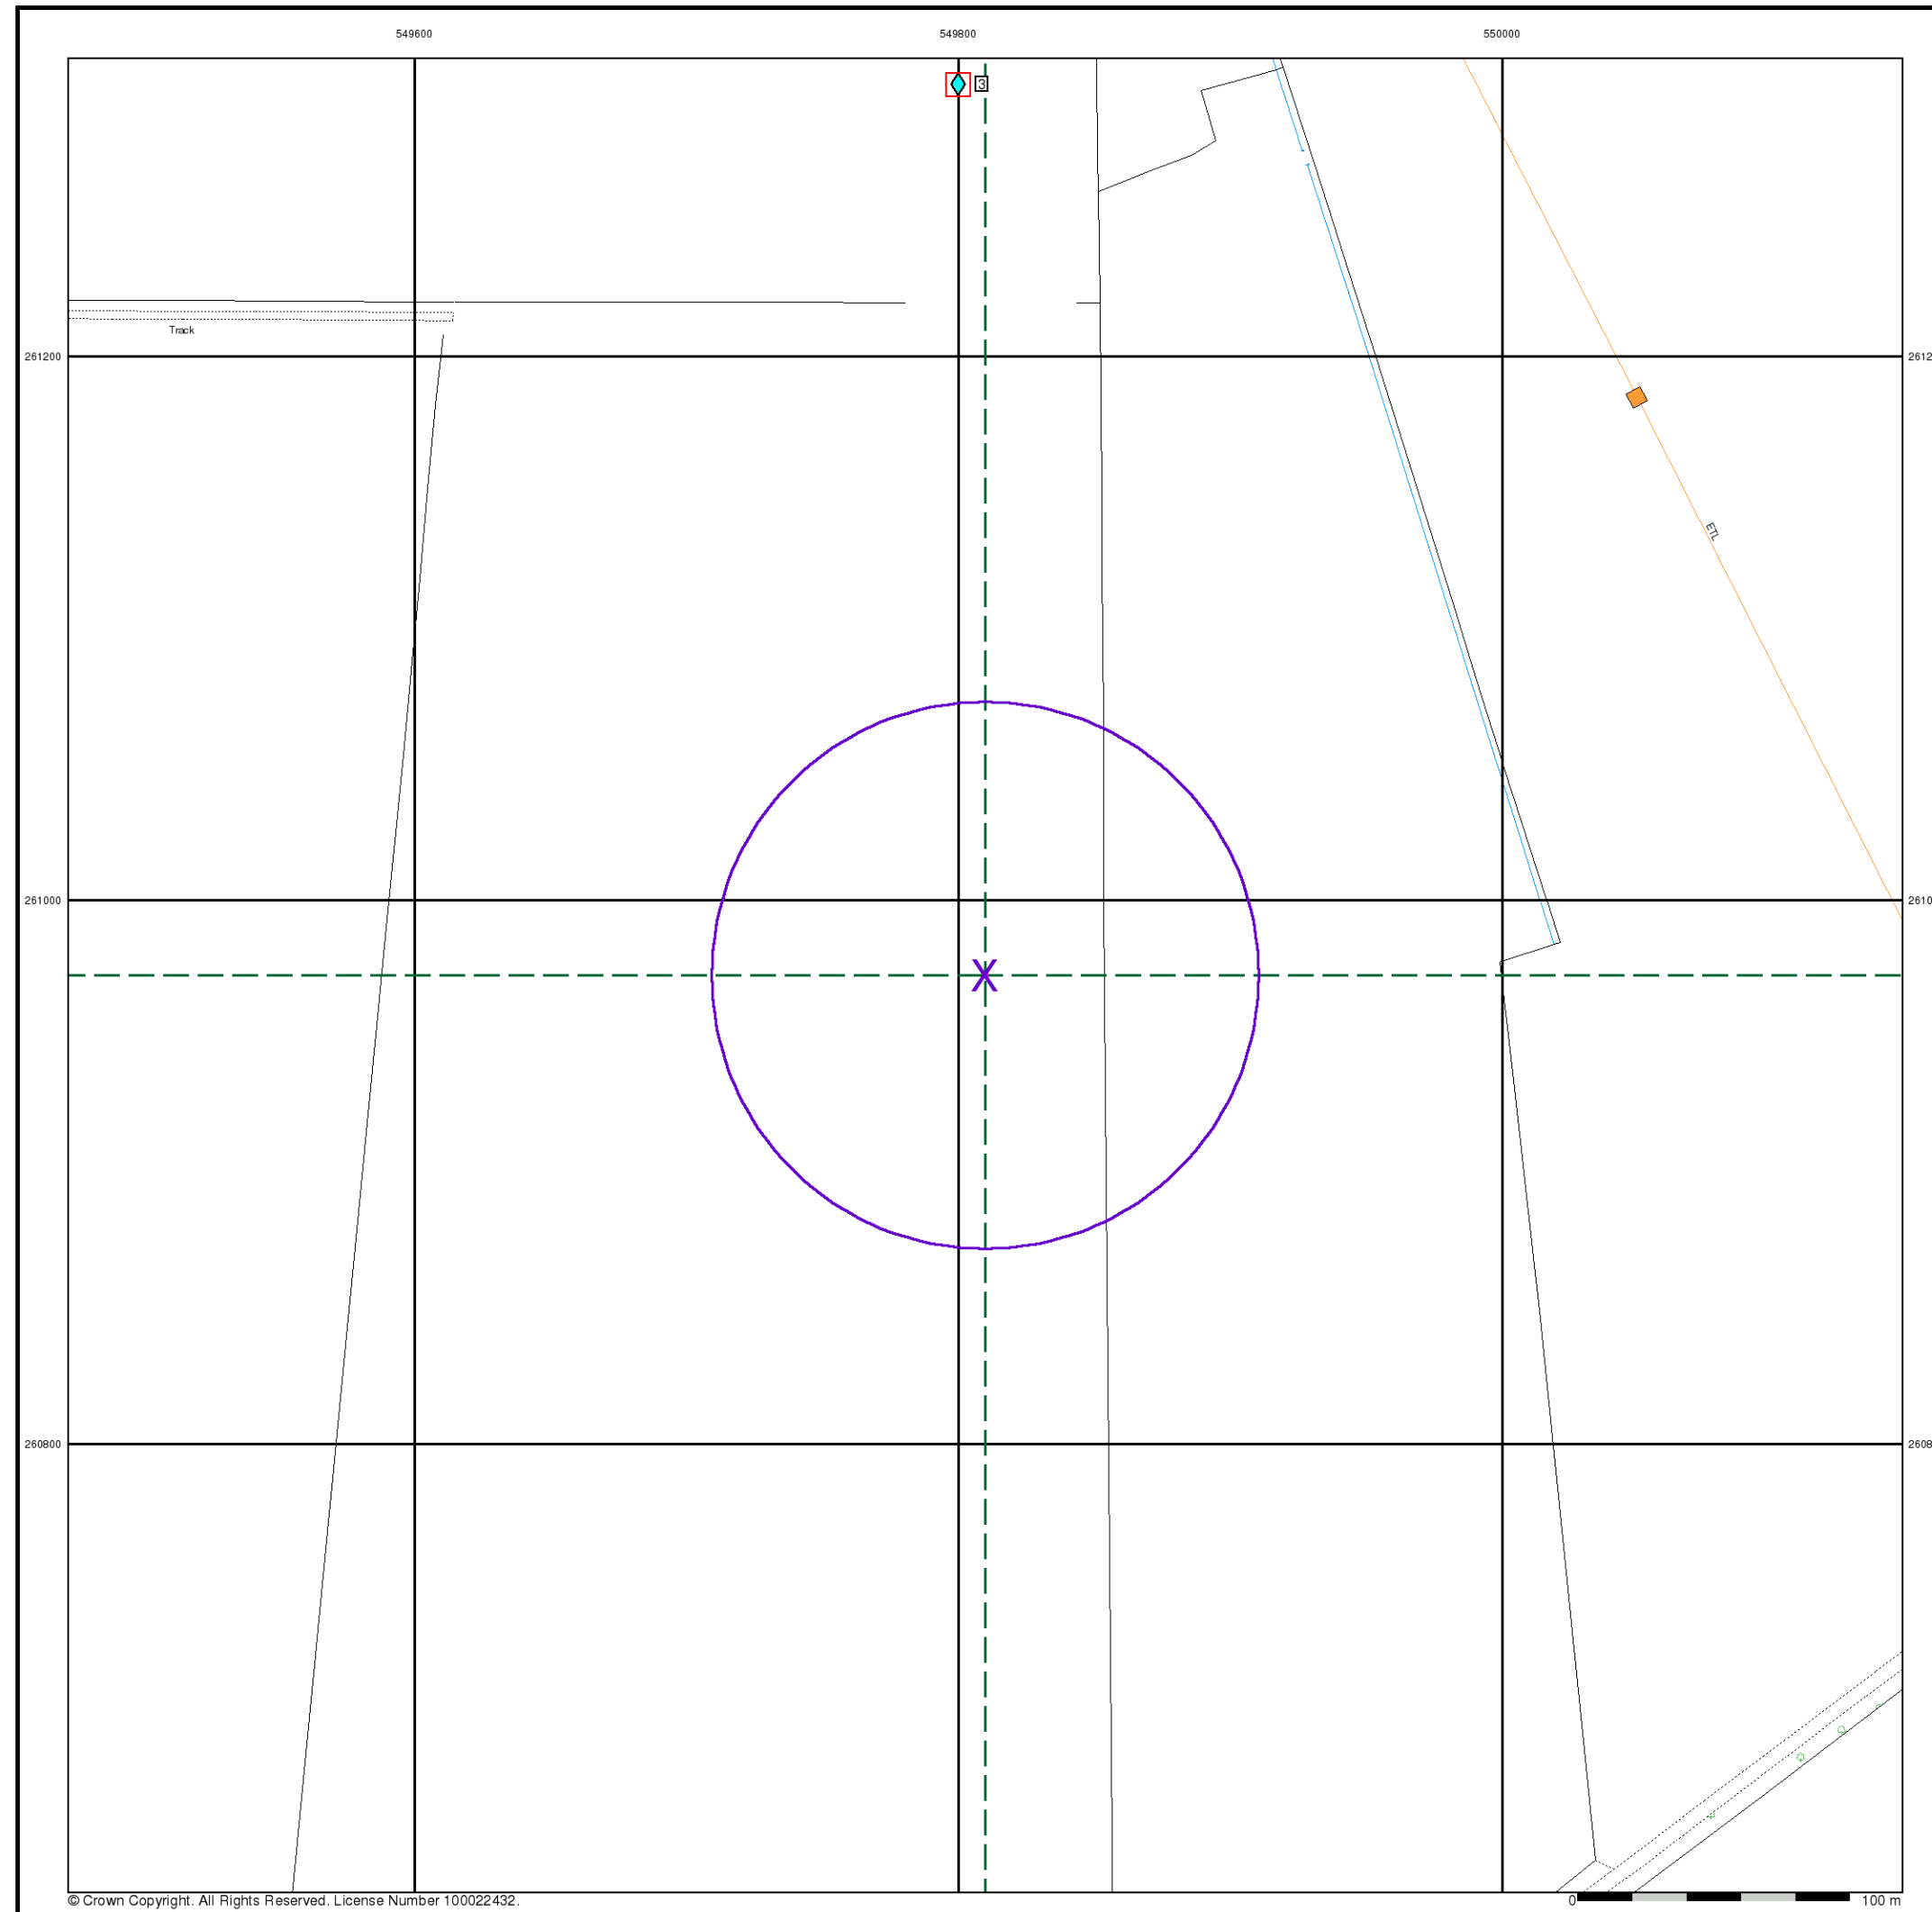 549600 549800 550000
3
Track
261200 2612
ETL
261000 2610
X
260800 2608
© Crown Copyright. All Rights Reserved. License Number 100022432. 0 100 m